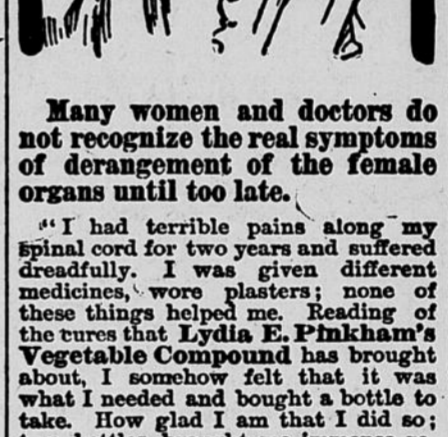 Many women and doctors do
not recognize the real symptoms
of derangement of the female
organs until too late.
"I had terrible pains along my
spinal cord for two years and suffered
dreadfully. I was given different
medicines, wore plasters; none of
these things helped me. Reading of
the cures that Lydia E. Pinkham's
Vegetable Compound has brought
about, I somehow felt that it was
what I needed and bought a bottle to
take. How glad I am that I did so;